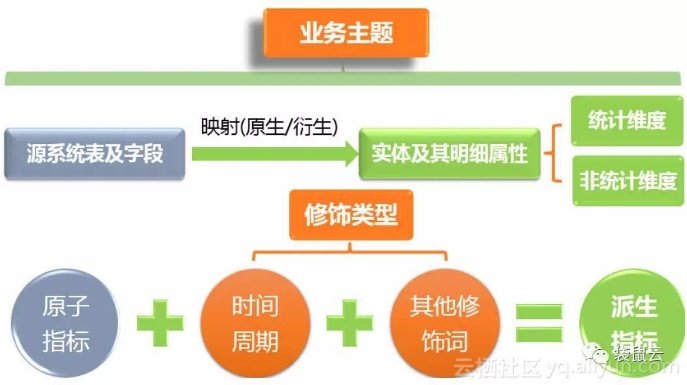 业务主题
映射(原生/衍生)
源系统表及字段
实体及其明细属性
统计维度
非统计维度
修饰类型
原子
指标
时间
周期
其他修
饰词
派生
指标
袋鼠云
云栖社区 yq.aliyun.com